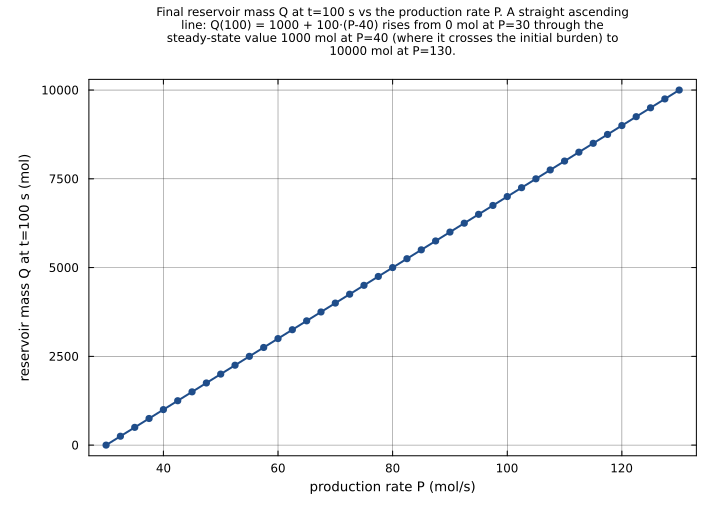 Final reservoir mass Q at t=100 s vs the production rate P. A straight ascending
line: Q(100) = 1000 + 100·(P-40) rises from 0 mol at P=30 through the
steady-state value 1000 mol at P=40 (where it crosses the initial burden) to
10000 mol at P=130.
10000
7500
5000
2500
0
reservoir mass Q at t=100 s (mol)
40 60 80 100 120
production rate P (mol/s)